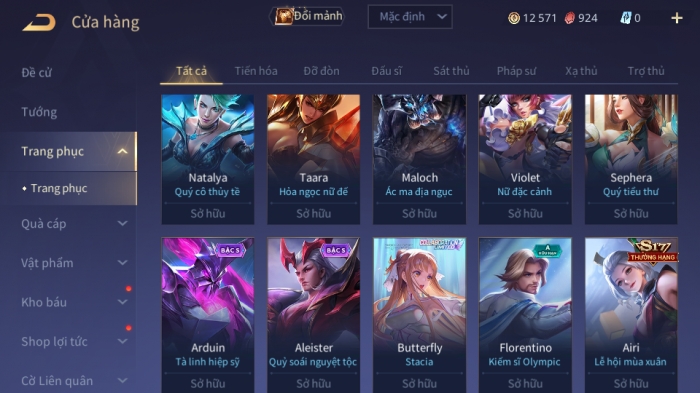 Cửa hàng
Đổi mảnh
Mặc định
12 571
924
0
Đề cử
Tướng
Trang phục
Trang phục
Quà cáp
Vật phẩm
Kho báu
Shop lợi tức
Cờ Liên quân
Tất cả
Tiến hóa
Đỡ đòn
Đấu sĩ
Sát thủ
Pháp sư
Xạ thủ
Trợ thủ
Natalya
Quý cô thủy tề
Sở hữu
Taara
Hỏa ngọc nữ đế
Sở hữu
Maloch
Ác ma địa ngục
Sở hữu
Violet
Nữ đặc cảnh
Sở hữu
Sephera
Quý tiểu thư
Sở hữu
BẬC S
Arduin
Tà linh hiệp sỹ
Sở hữu
BẬC S
Aleister
Quỷ soái nguyệt tộc
Sở hữu
Butterfly
Stacia
Sở hữu
A
Florentino
Kiếm sĩ Olympic
Sở hữu
S17
THƯỞNG HẠNG
Airi
Lễ hội mùa xuân
Sở hữu